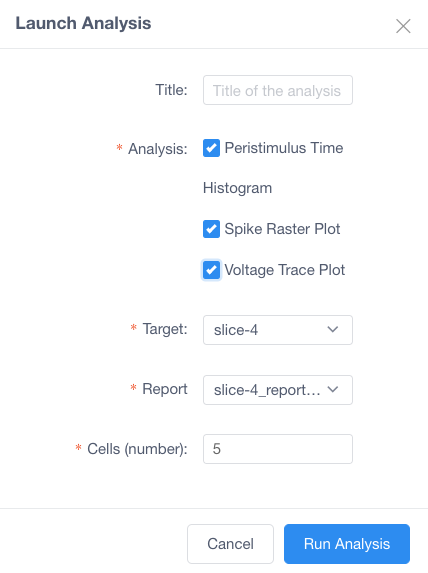 Launch Analysis
Title: Title of the analysis
* Analysis: Peristimulus Time
Histogram
Spike Raster Plot
Voltage Trace Plot
* Target: slice-4
* Report slice-4_report...
* Cells (number): 5
Cancel Run Analysis